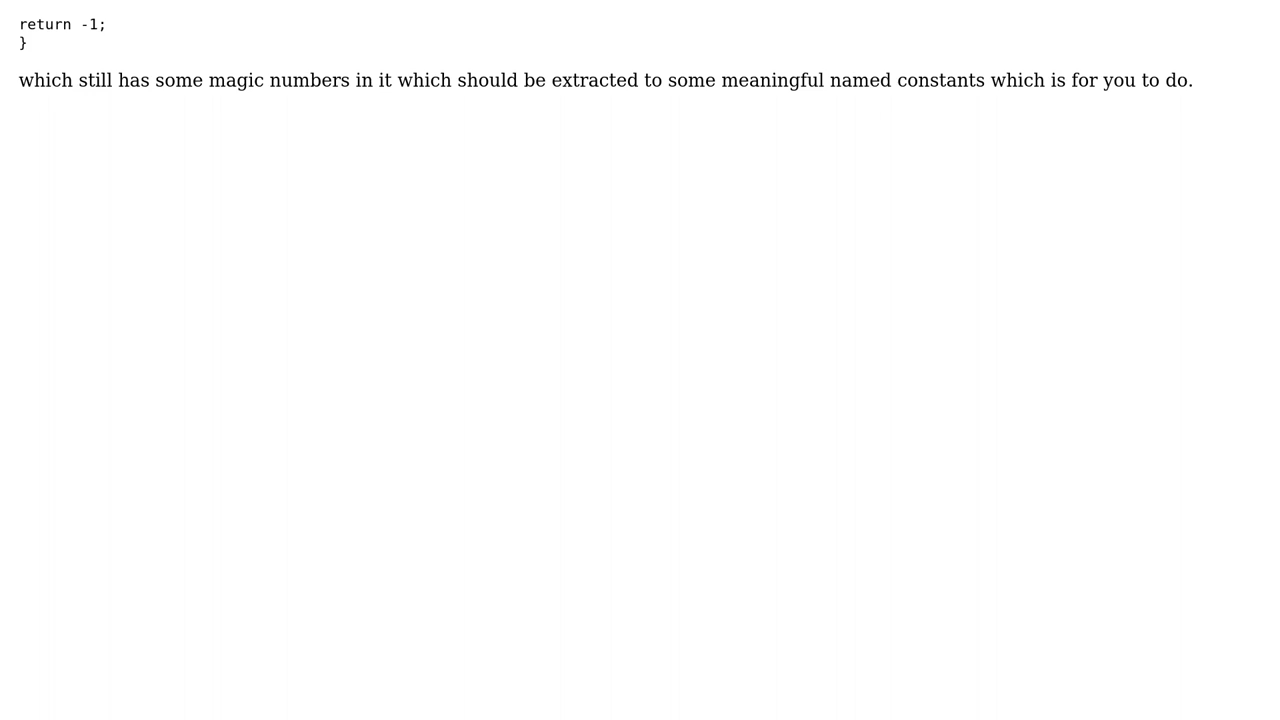 return -1;
}
which still has some magic numbers in it which should be extracted to some meaningful named constants which is for you to do.